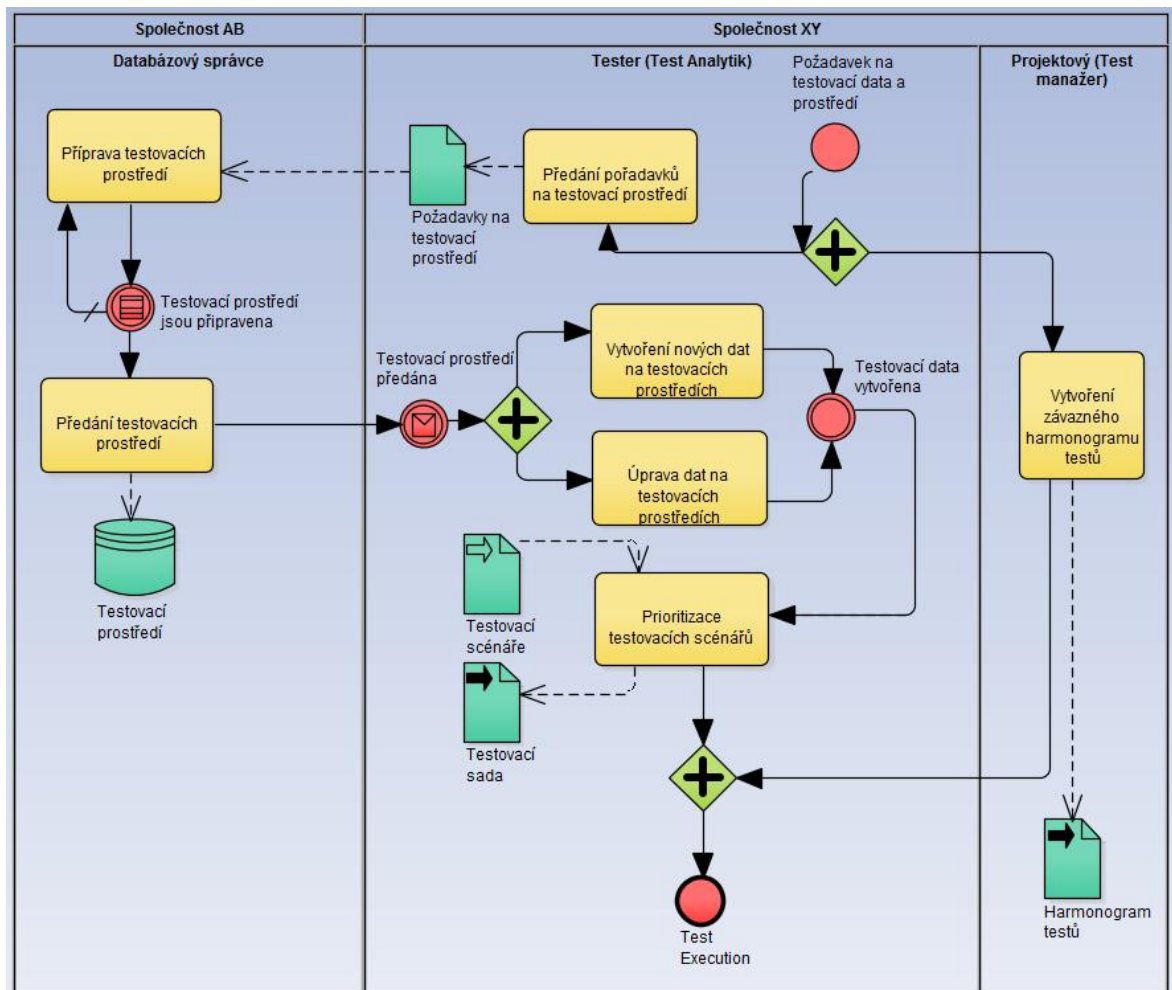 Společnost AB
Společnost XY
Databázový správce
Tester (Test Analytik)
Projektový (Test
manažer)
Požadavek na
testovací data a
prostředí
Příprava testovacích
prostředí
Předání pořadavků
na testovací prostředí
Požadavky na
testovací
prostředí
Testovací prostředí
jsou připravena
Testovací prostředí
předána
Vytvoření nových dat
na testovacích
prostředích
Testovací data
vytvořena
Vytvoření
závazného
harmonogramu
testů
Předání testovacích
prostředí
Úprava dat na
testovacích
prostředích
Testovací
prostředí
Testovací
scénáře
Prioritizace
testovacích scénářů
Testovací
sada
Harmonogram
testů
Test
Execution